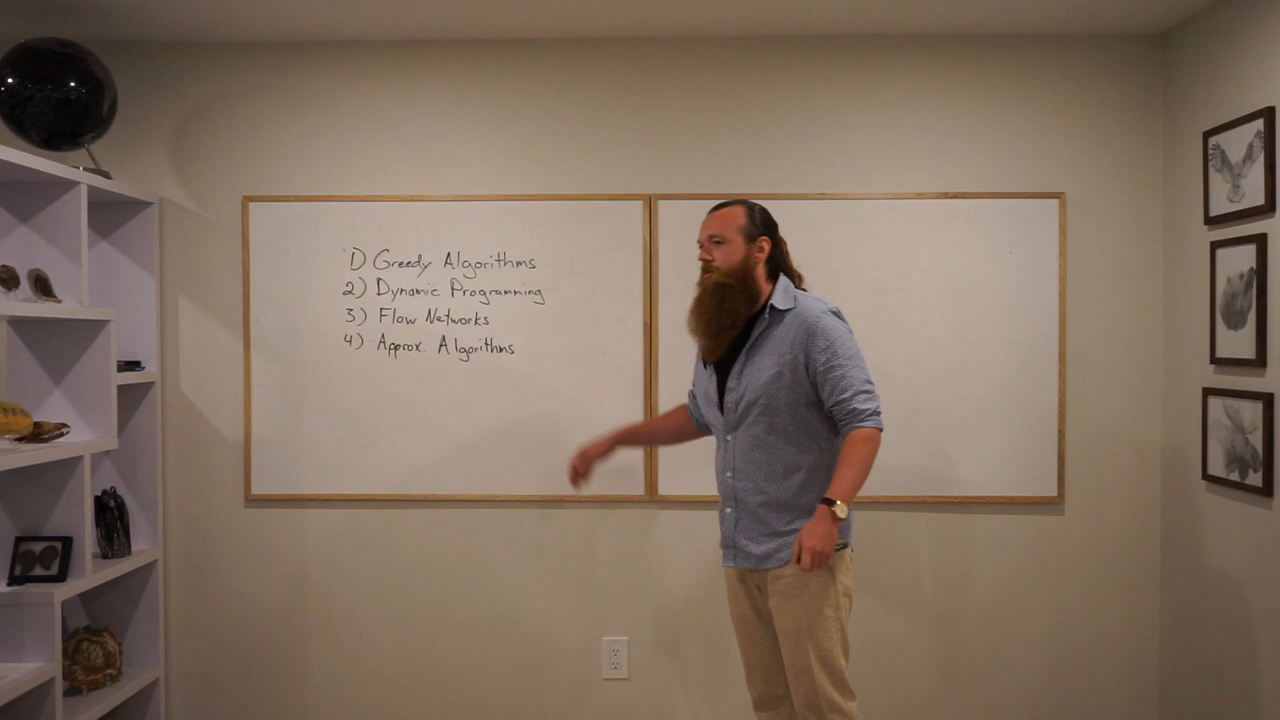 1) Greedy Algorithms
2) Dynamic Programming
3) Flow Networks
4) Approx. Algorithms